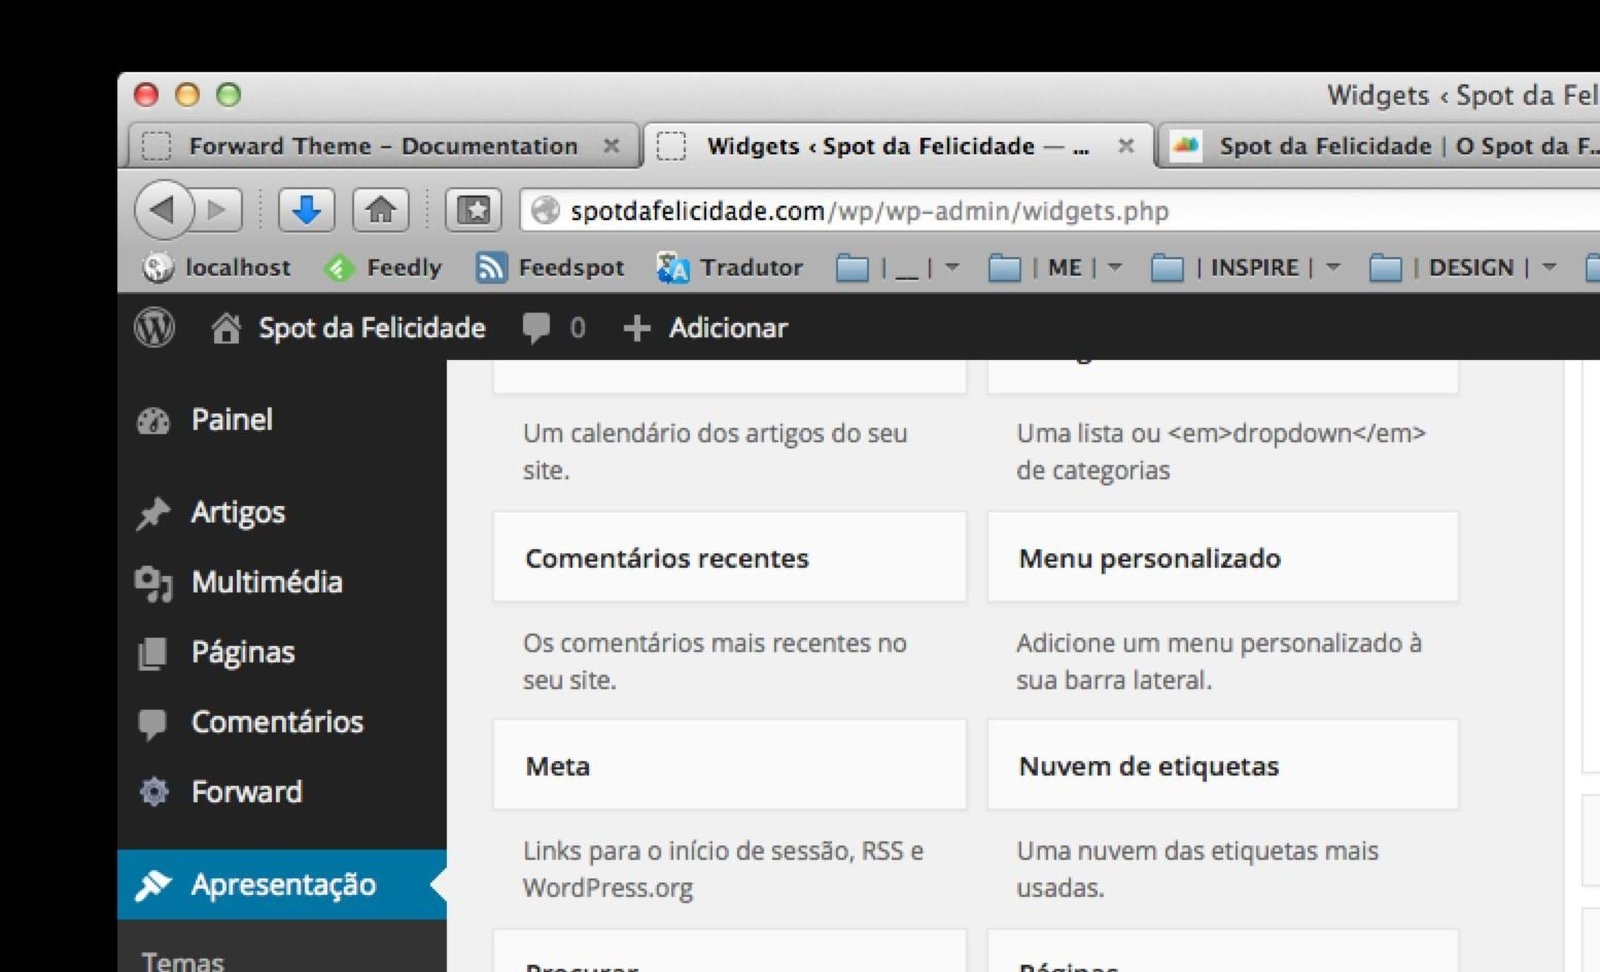 Widgets ‹ Spot da Fel
Forward Theme – Documentation
Widgets ‹ Spot da Felicidade — ...
Spot da Felicidade | O Spot da F...
spotdafelicidade.com/wp/wp-admin/widgets.php
localhost
Feedly
Feedspot
Tradutor
| __ |
| ME |
| INSPIRE |
| DESIGN |
Spot da Felicidade
0
Adicionar
Painel
Artigos
Multimédia
Páginas
Comentários
Forward
Apresentação
Temas
Um calendário dos artigos do seu
site.
Uma lista ou <em>dropdown</em>
de categorias
Comentários recentes
Menu personalizado
Os comentários mais recentes no
seu site.
Adicione um menu personalizado à
sua barra lateral.
Meta
Nuvem de etiquetas
Links para o início de sessão, RSS e
WordPress.org
Uma nuvem das etiquetas mais
usadas.
Procurar
Páginas